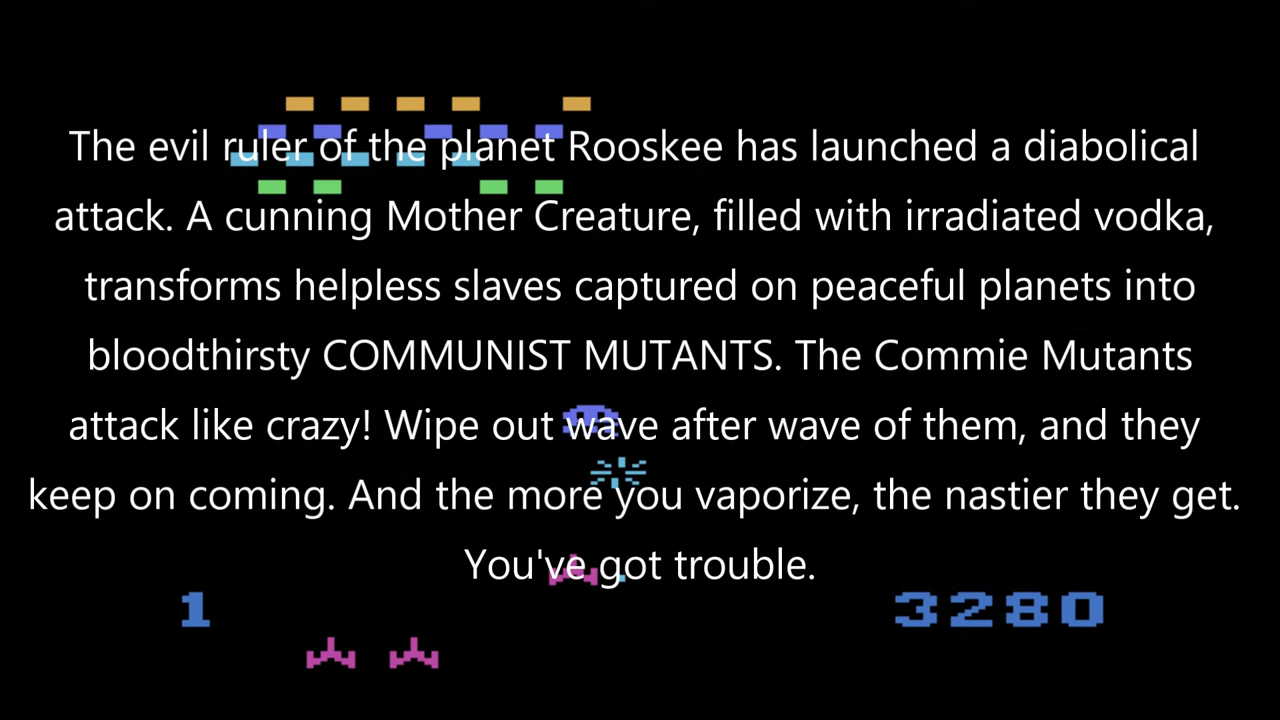 The evil ruler of the planet Rooskee has launched a diabolical
attack. A cunning Mother Creature, filled with irradiated vodka,
transforms helpless slaves captured on peaceful planets into
bloodthirsty COMMUNIST MUTANTS. The Commie Mutants
attack like crazy! Wipe out wave after wave of them, and they
keep on coming. And the more you vaporize, the nastier they get.
You've got trouble.
1 3280